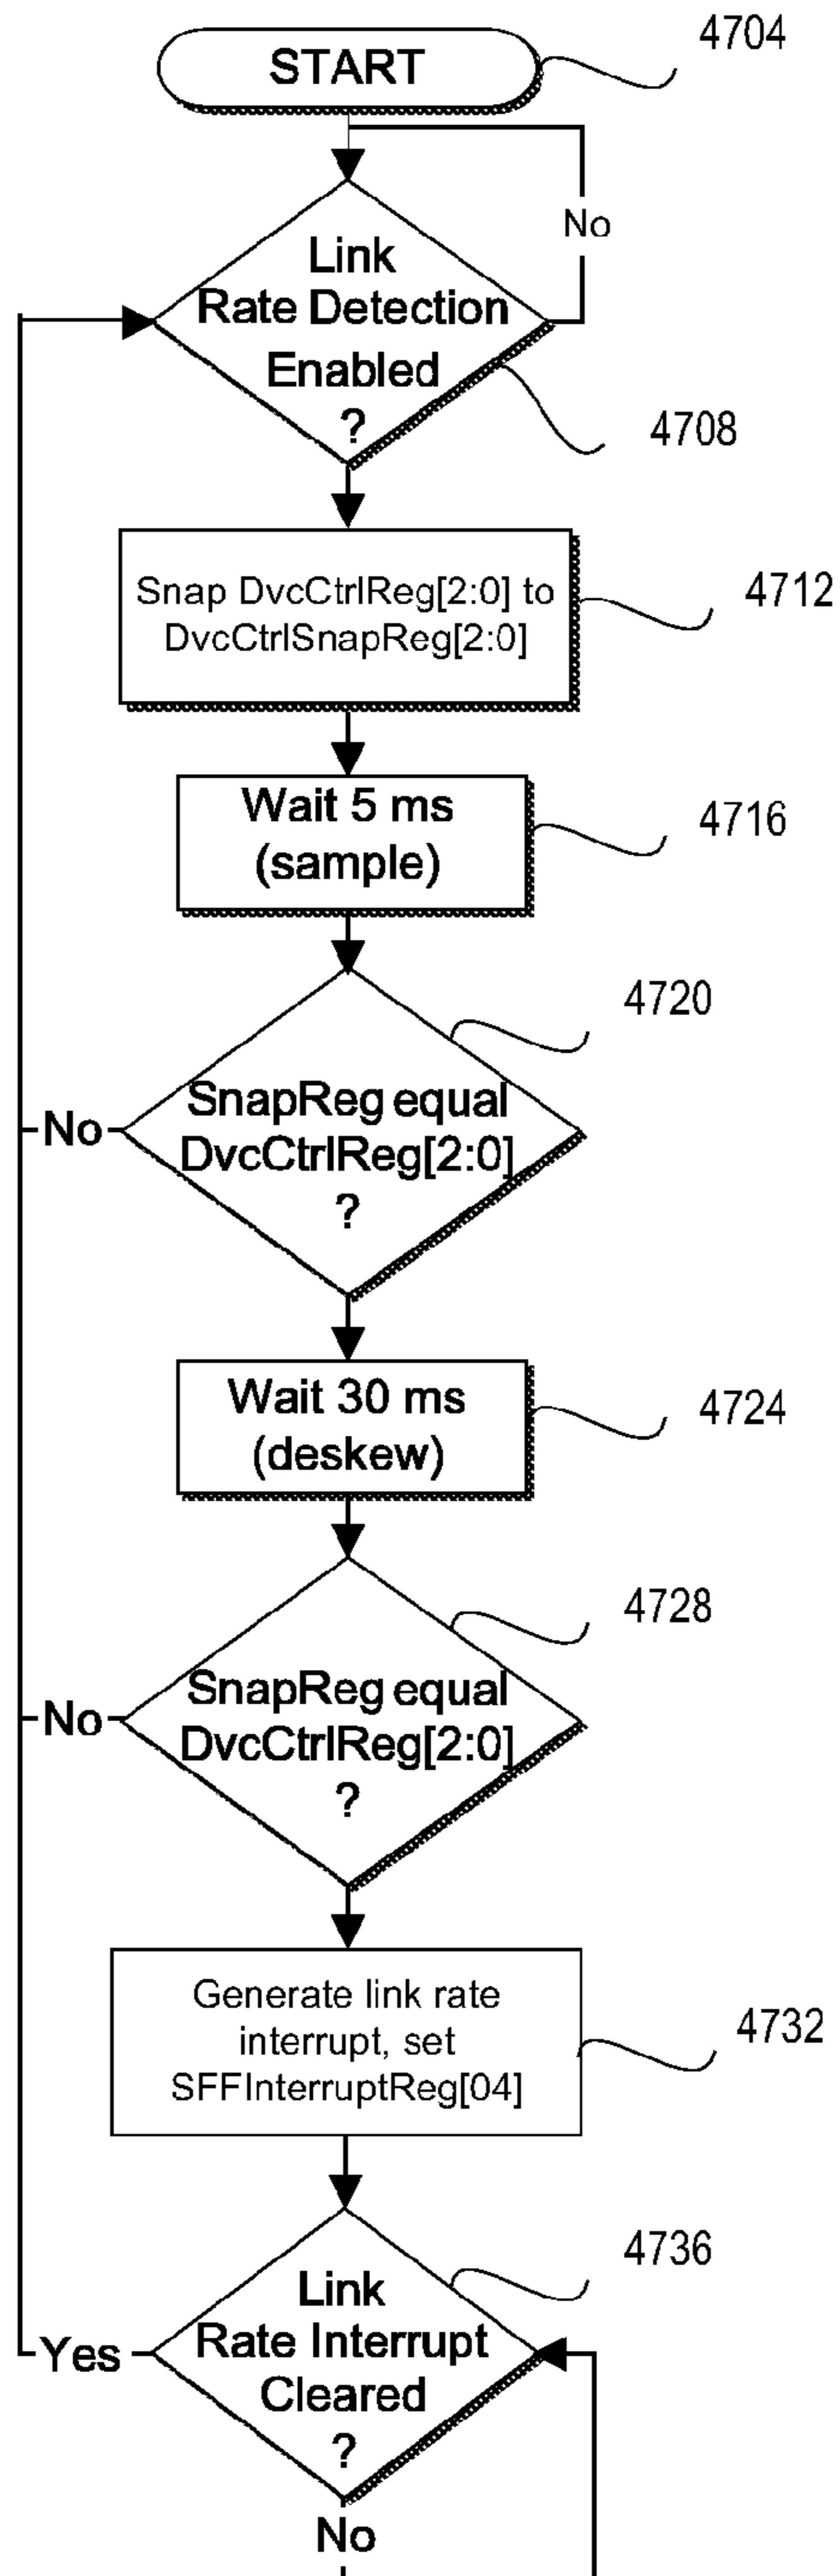 START
4704
No
Link
Rate Detection
Enabled
?
4708
Snap DvcCtrlReg[2:0] to
DvcCtrlSnapReg[2:0]
4712
Wait 5 ms
(sample)
4716
4720
SnapReg equal
DvcCtrlReg[2:0]
?
No
Wait 30 ms
(deskew)
4724
4728
SnapReg equal
DvcCtrlReg[2:0]
?
No
Generate link rate
interrupt, set
SFFInterruptReg[04]
4732
4736
Link
Rate Interrupt
Cleared
?
Yes
No